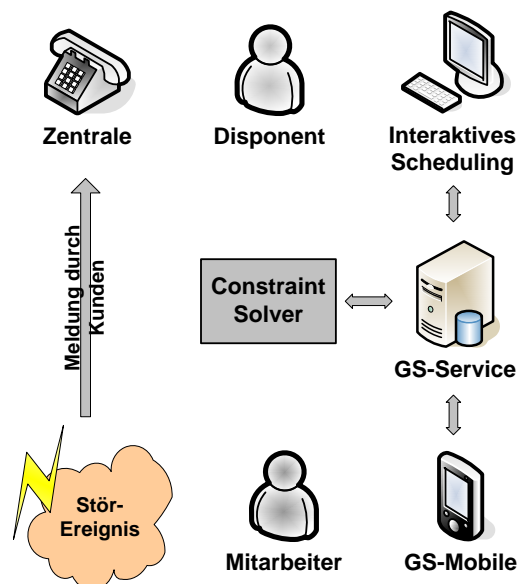 Zentrale
Disponent
Interaktives
Scheduling
Meldung durch
Kunden
Constraint
Solver
GS-Service
Stör-
Ereignis
Mitarbeiter
GS-Mobile